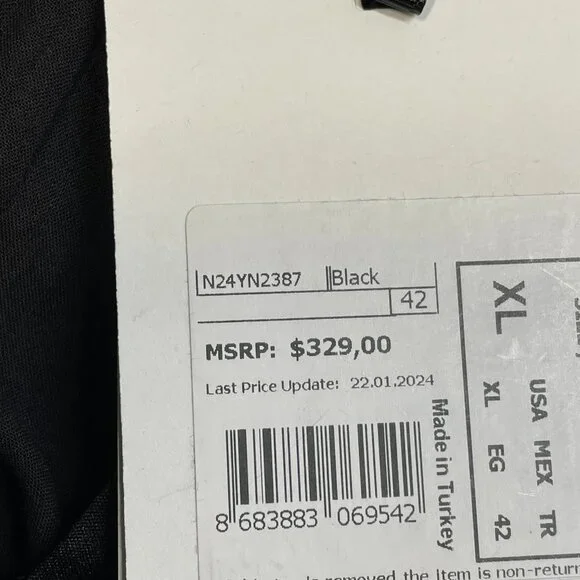 N24YN2387 Black
42
MSRP: $329,00
Last Price Update: 22.01.2024
8 683883 069542
Made in Turkey
XL
XL EG 42
USA MEX TR
removed the item is non-return